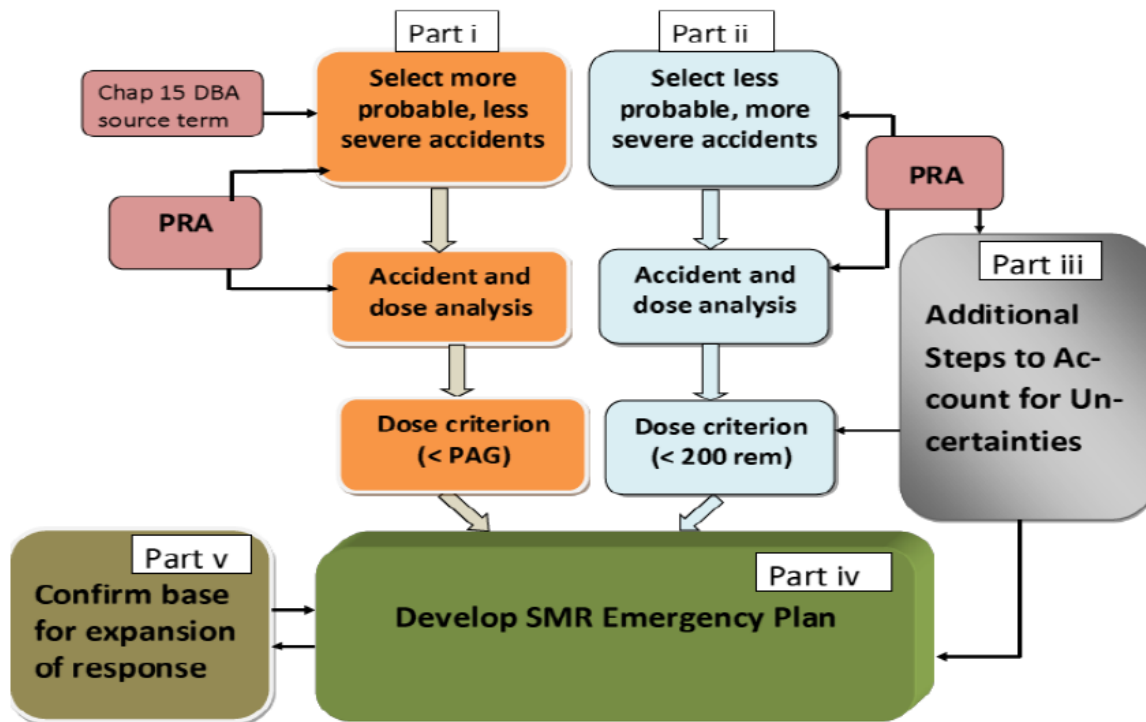 Part i
Select more
probable, less
severe accidents
Part ii
Select less
probable, more
severe accidents
Chap 15 DBA
source term
PRA
PRA
Accident and
dose analysis
Accident and
dose analysis
Part iii
Additional
Steps to Ac-
count for Un-
certainties
Dose criterion
(< PAG)
Dose criterion
(< 200 rem)
Part v
Confirm base
for expansion
of response
Part iv
Develop SMR Emergency Plan